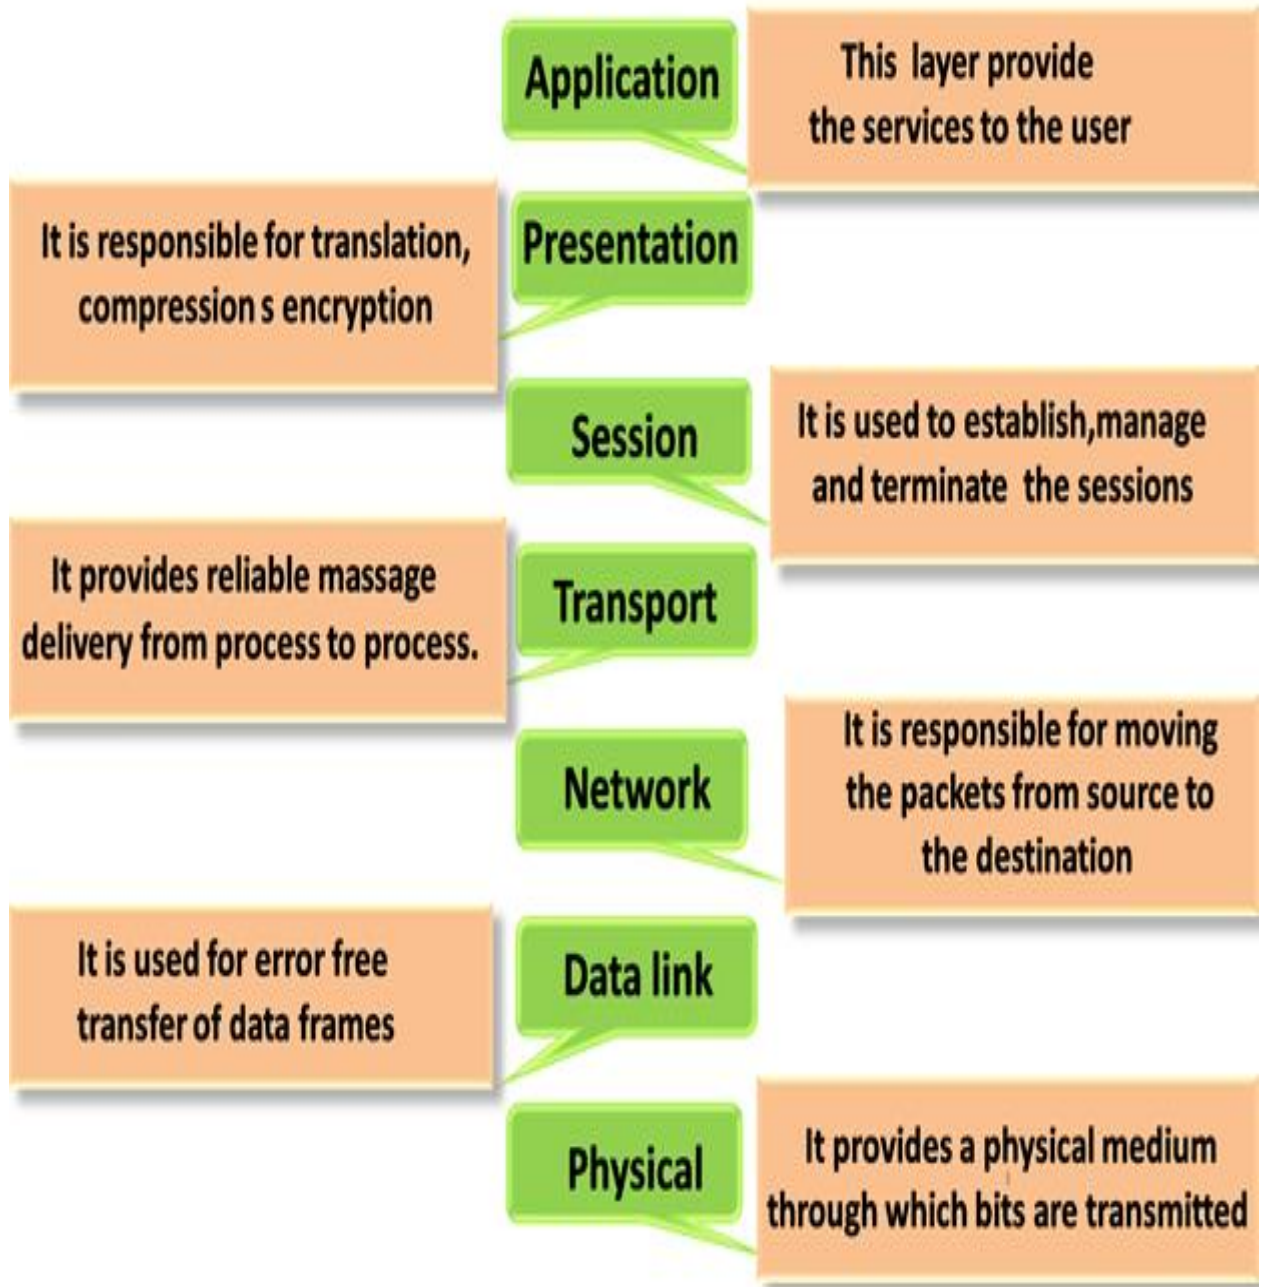 Application
This layer provide
the services to the user
Presentation
It is responsible for translation,
compression s encryption
Session
It is used to establish,manage
and terminate the sessions
Transport
It provides reliable massage
delivery from process to process.
Network
It is responsible for moving
the packets from source to
the destination
Data link
It is used for error free
transfer of data frames
Physical
It provides a physical medium
through which bits are transmitted